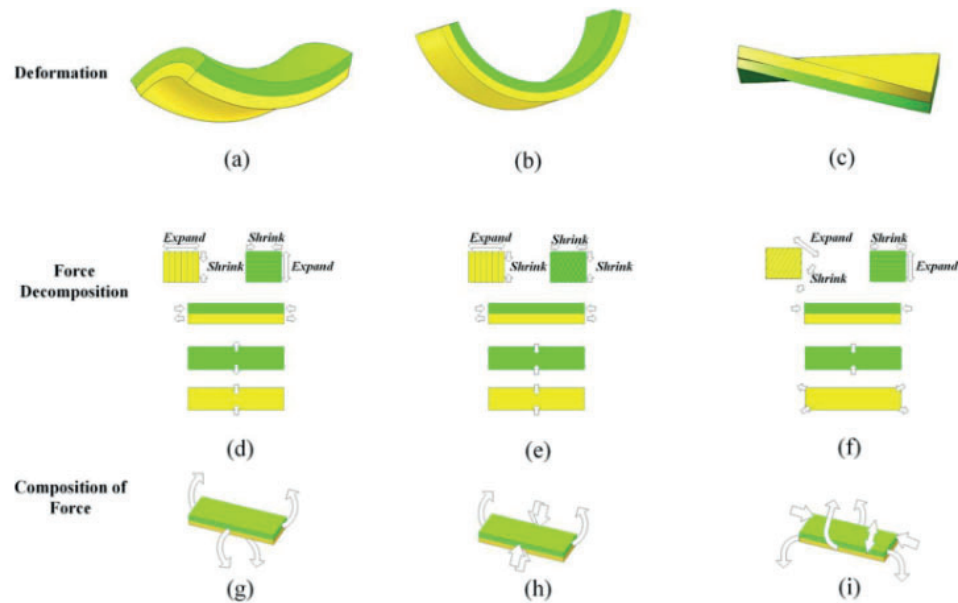 Deformation
(a)
(b)
(c)
Force
Decomposition
Expand
Shrink
Shrink
Expand
Expand
Shrink
Shrink
Shrink
Expand
Shrink
Shrink
Expand
(d)
(e)
(f)
Composition of
Force
(g)
(h)
(i)